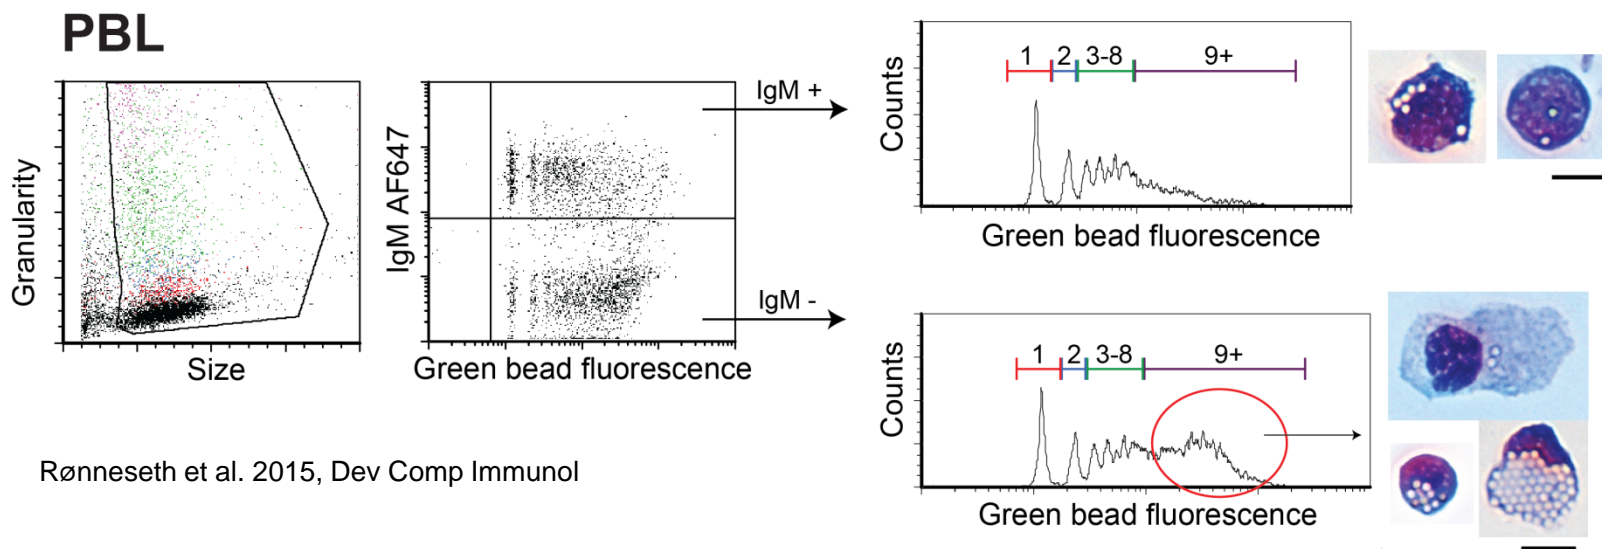 PBL
Granularity
Size
IgM AF647
Green bead fluorescence
IgM +
IgM -
Counts
1 2 3-8 9+
Green bead fluorescence
Counts
1 2 3-8 9+
Green bead fluorescence
Rønneseth et al. 2015, Dev Comp Immunol